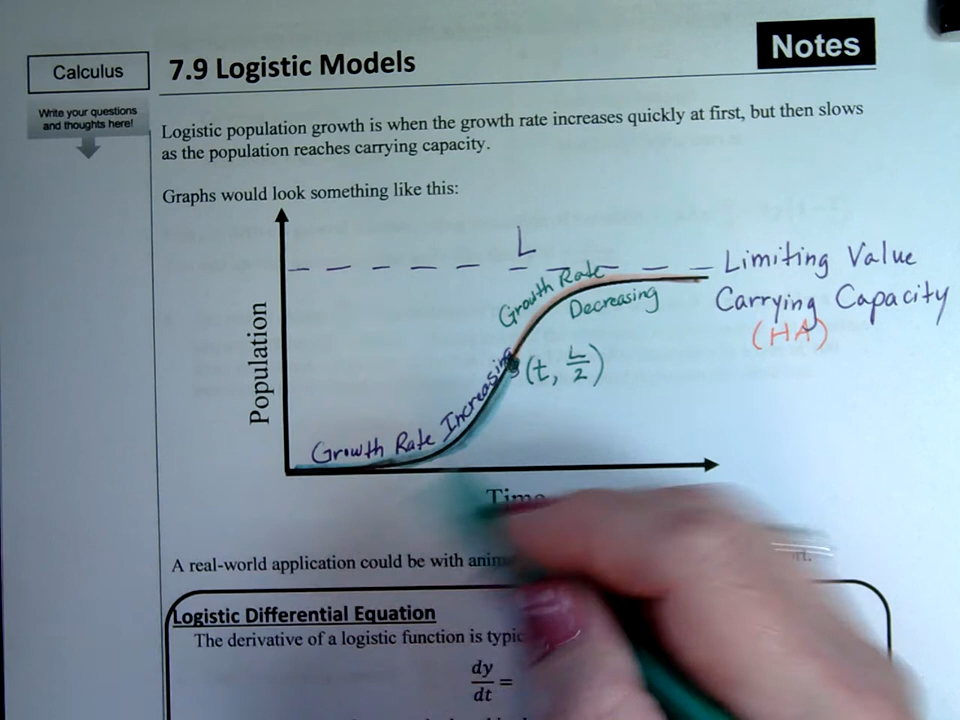 Notes
Calculus
7.9 Logistic Models
Write your questions
and thoughts here!
Logistic population growth is when the growth rate increases quickly at first, but then slows
as the population reaches carrying capacity.
Graphs would look something like this:
L
Limiting Value
Growth Rate
Decreasing
Carrying Capacity
(HA)
Population
(t, L/2)
Growth Rate Increasing
Time
A real-world application could be with
Logistic Differential Equation
The derivative of a logistic function is
dy
dt =